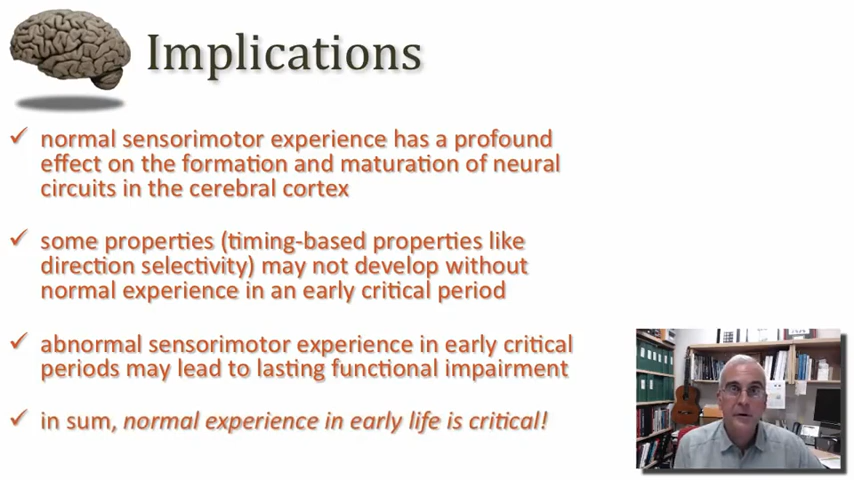 Implications
normal sensorimotor experience has a profound
effect on the formation and maturation of neural
circuits in the cerebral cortex
some properties (timing-based properties like
direction selectivity) may not develop without
normal experience in an early critical period
abnormal sensorimotor experience in early critical
periods may lead to lasting functional impairment
in sum, normal experience in early life is critical!